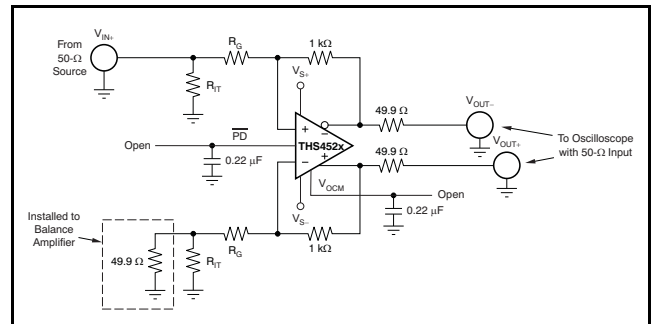 V_IN+
From
50-Ω
Source
R_G
1 kΩ
R_IT
V_S+
49.9 Ω
V_OUT−
PD
Open
0.22 µF
+
−
THS452x
−
+
49.9 Ω
V_OUT+
To Oscilloscope
with 50-Ω Input
V_OCM
Open
0.22 µF
V_S−
Installed to
Balance
Amplifier
49.9 Ω
R_IT
R_G
1 kΩ